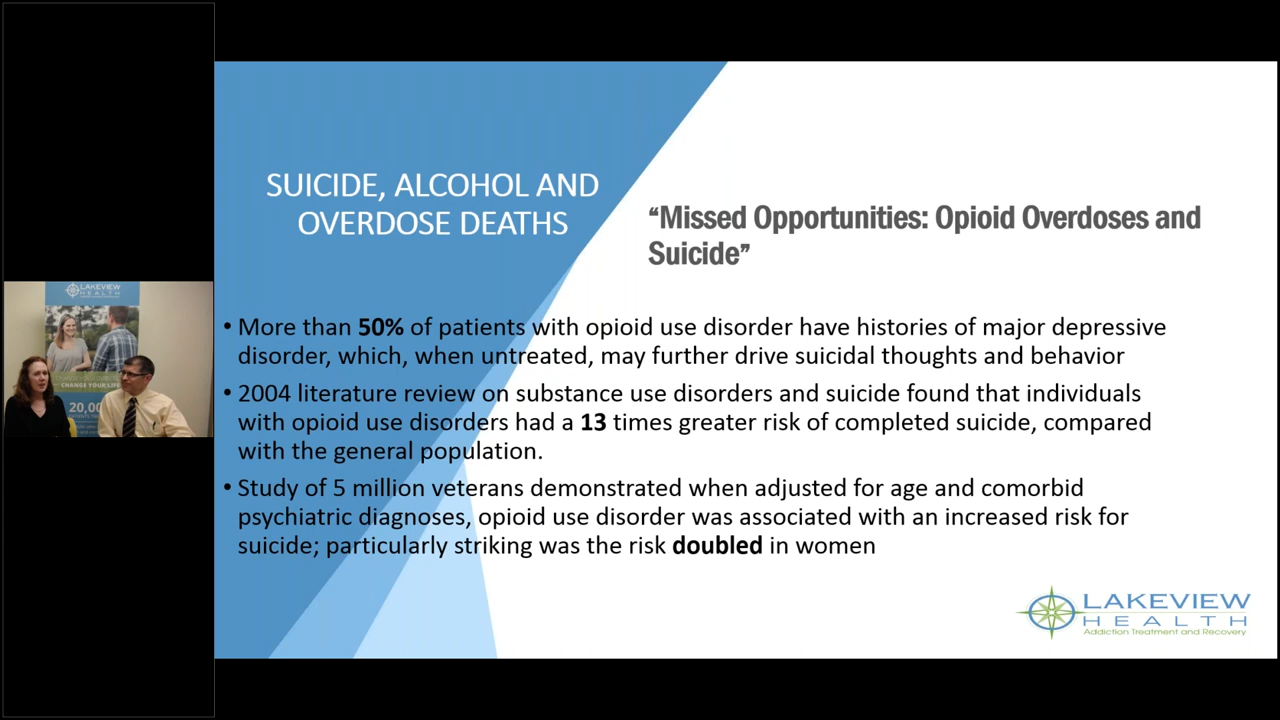 SUICIDE, ALCOHOL AND
OVERDOSE DEATHS
“Missed Opportunities: Opioid Overdoses and
Suicide”
• More than 50% of patients with opioid use disorder have histories of major depressive
disorder, which, when untreated, may further drive suicidal thoughts and behavior
• 2004 literature review on substance use disorders and suicide found that individuals
with opioid use disorders had a 13 times greater risk of completed suicide, compared
with the general population.
• Study of 5 million veterans demonstrated when adjusted for age and comorbid
psychiatric diagnoses, opioid use disorder was associated with an increased risk for
suicide; particularly striking was the risk doubled in women
LAKEVIEW
HEALTH
Addiction Treatment and Recovery
LAKEVIEW
HEALTH
CHANGE YOUR LIFE
20,00